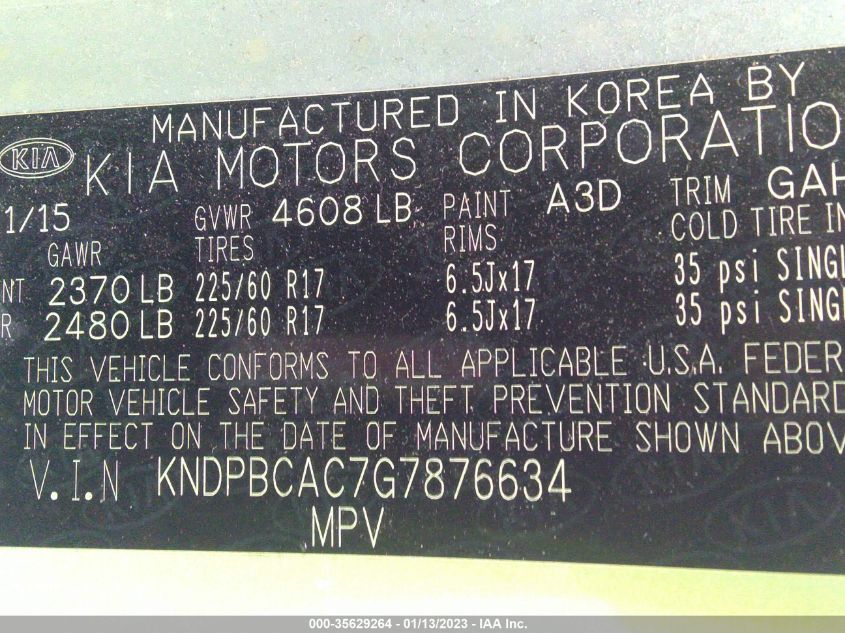 MANUFACTURED IN KOREA BY
KIA KIA MOTORS CORPORATIO
1/15 GVWR 4608 LB PAINT A3D TRIM GAH
GAWR TIRES RIMS COLD TIRE IN
NT 2370 LB 225/60 R17 6.5Jx17 35 psi SINGL
R 2480 LB 225/60 R17 6.5Jx17 35 psi SINGL
THIS VEHICLE CONFORMS TO ALL APPLICABLE U.S.A. FEDER
MOTOR VEHICLE SAFETY AND THEFT PREVENTION STANDARD
IN EFFECT ON THE DATE OF MANUFACTURE SHOWN ABOV
V.I.N KNDPBCAC7G7876634
MPV
000-35629264 - 01/13/2023 - IAA Inc.